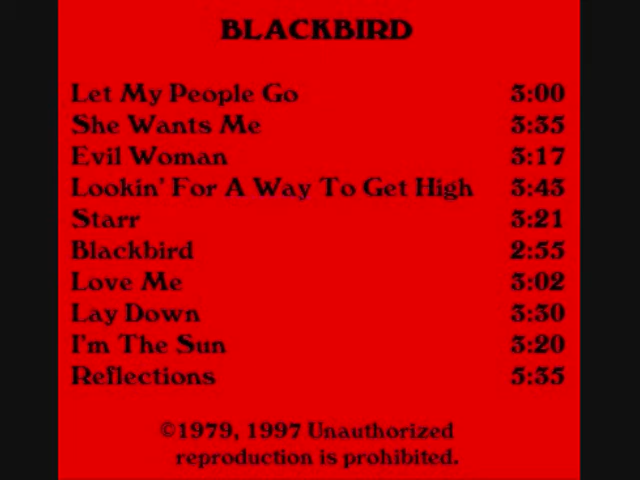 BLACKBIRD
Let My People Go 3:00
She Wants Me 3:35
Evil Woman 3:17
Lookin' For A Way To Get High 3:43
Starr 3:21
Blackbird 2:55
Love Me 3:02
Lay Down 3:30
I'm The Sun 3:20
Reflections 5:35
©1979, 1997 Unauthorized
reproduction is prohibited.